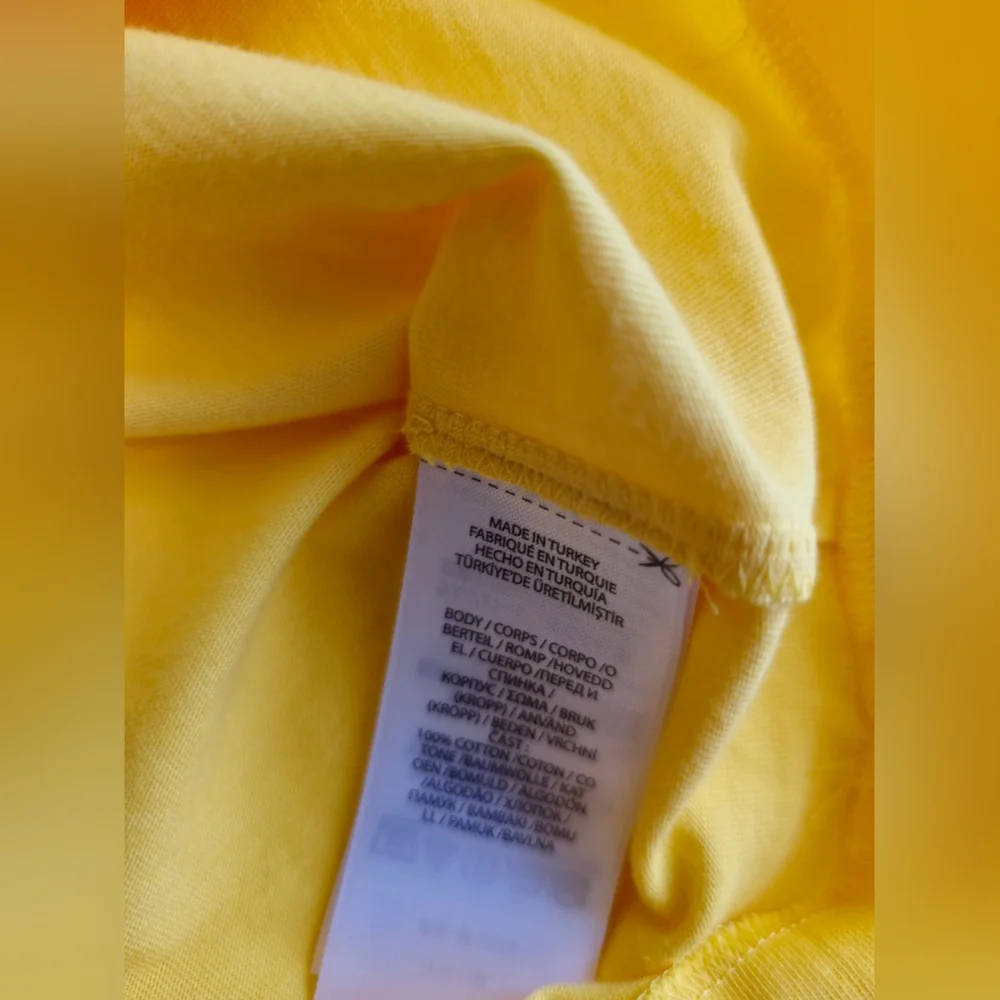 MADE IN TURKEY
FABRIQUÉ EN TURQUIE
HECHO EN TURQUÍA
TÜRKİYE'DE ÜRETİLMİŞTİR
BODY / CORPS / CORPO /O
BERTEIL / ROMP /HOVEDD
EL / CUERPO /ПЕРЕД И
СПИНКА /
КОРПУС / ΣΩΜΑ / BRUK
(KROPP) / ANVÄND
(KROPP) / BEDEN / VRCHNÍ
ČÁST :
100% COTTON /COTON / CO
TONE /BAUMWOLLE / KAT
OEN /BOMULD / ALGODÓN
/ALGODÃO / ХЛОПОК /
ПАМУК / ΒΑΜΒΑΚΙ /BOMU
LL / PAMUK /BAVLNA